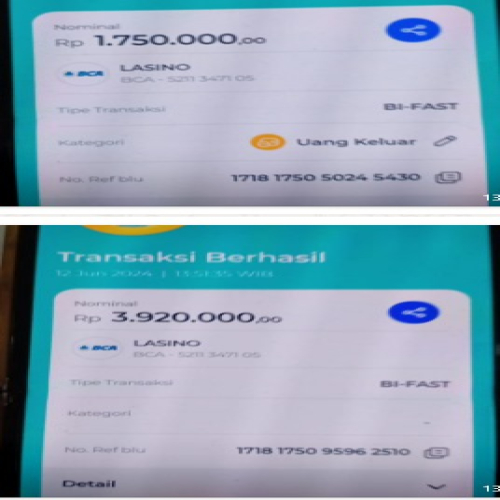 Nominal
Rp 1.750.000,00
BCA LASINO
BCA - 5211 3471 05
Tipe Transaksi BI-FAST
Kategori Uang Keluar
No. Ref blu 1718 1750 5024 5430
13
Transaksi Berhasil
12 Jun 2024 | 13:51:35 WIB
Nominal
Rp 3.920.000,00
BCA LASINO
BCA - 5211 3471 05
Tipe Transaksi BI-FAST
Kategori -
No. Ref blu 1718 1750 9596 2510
Detail
13